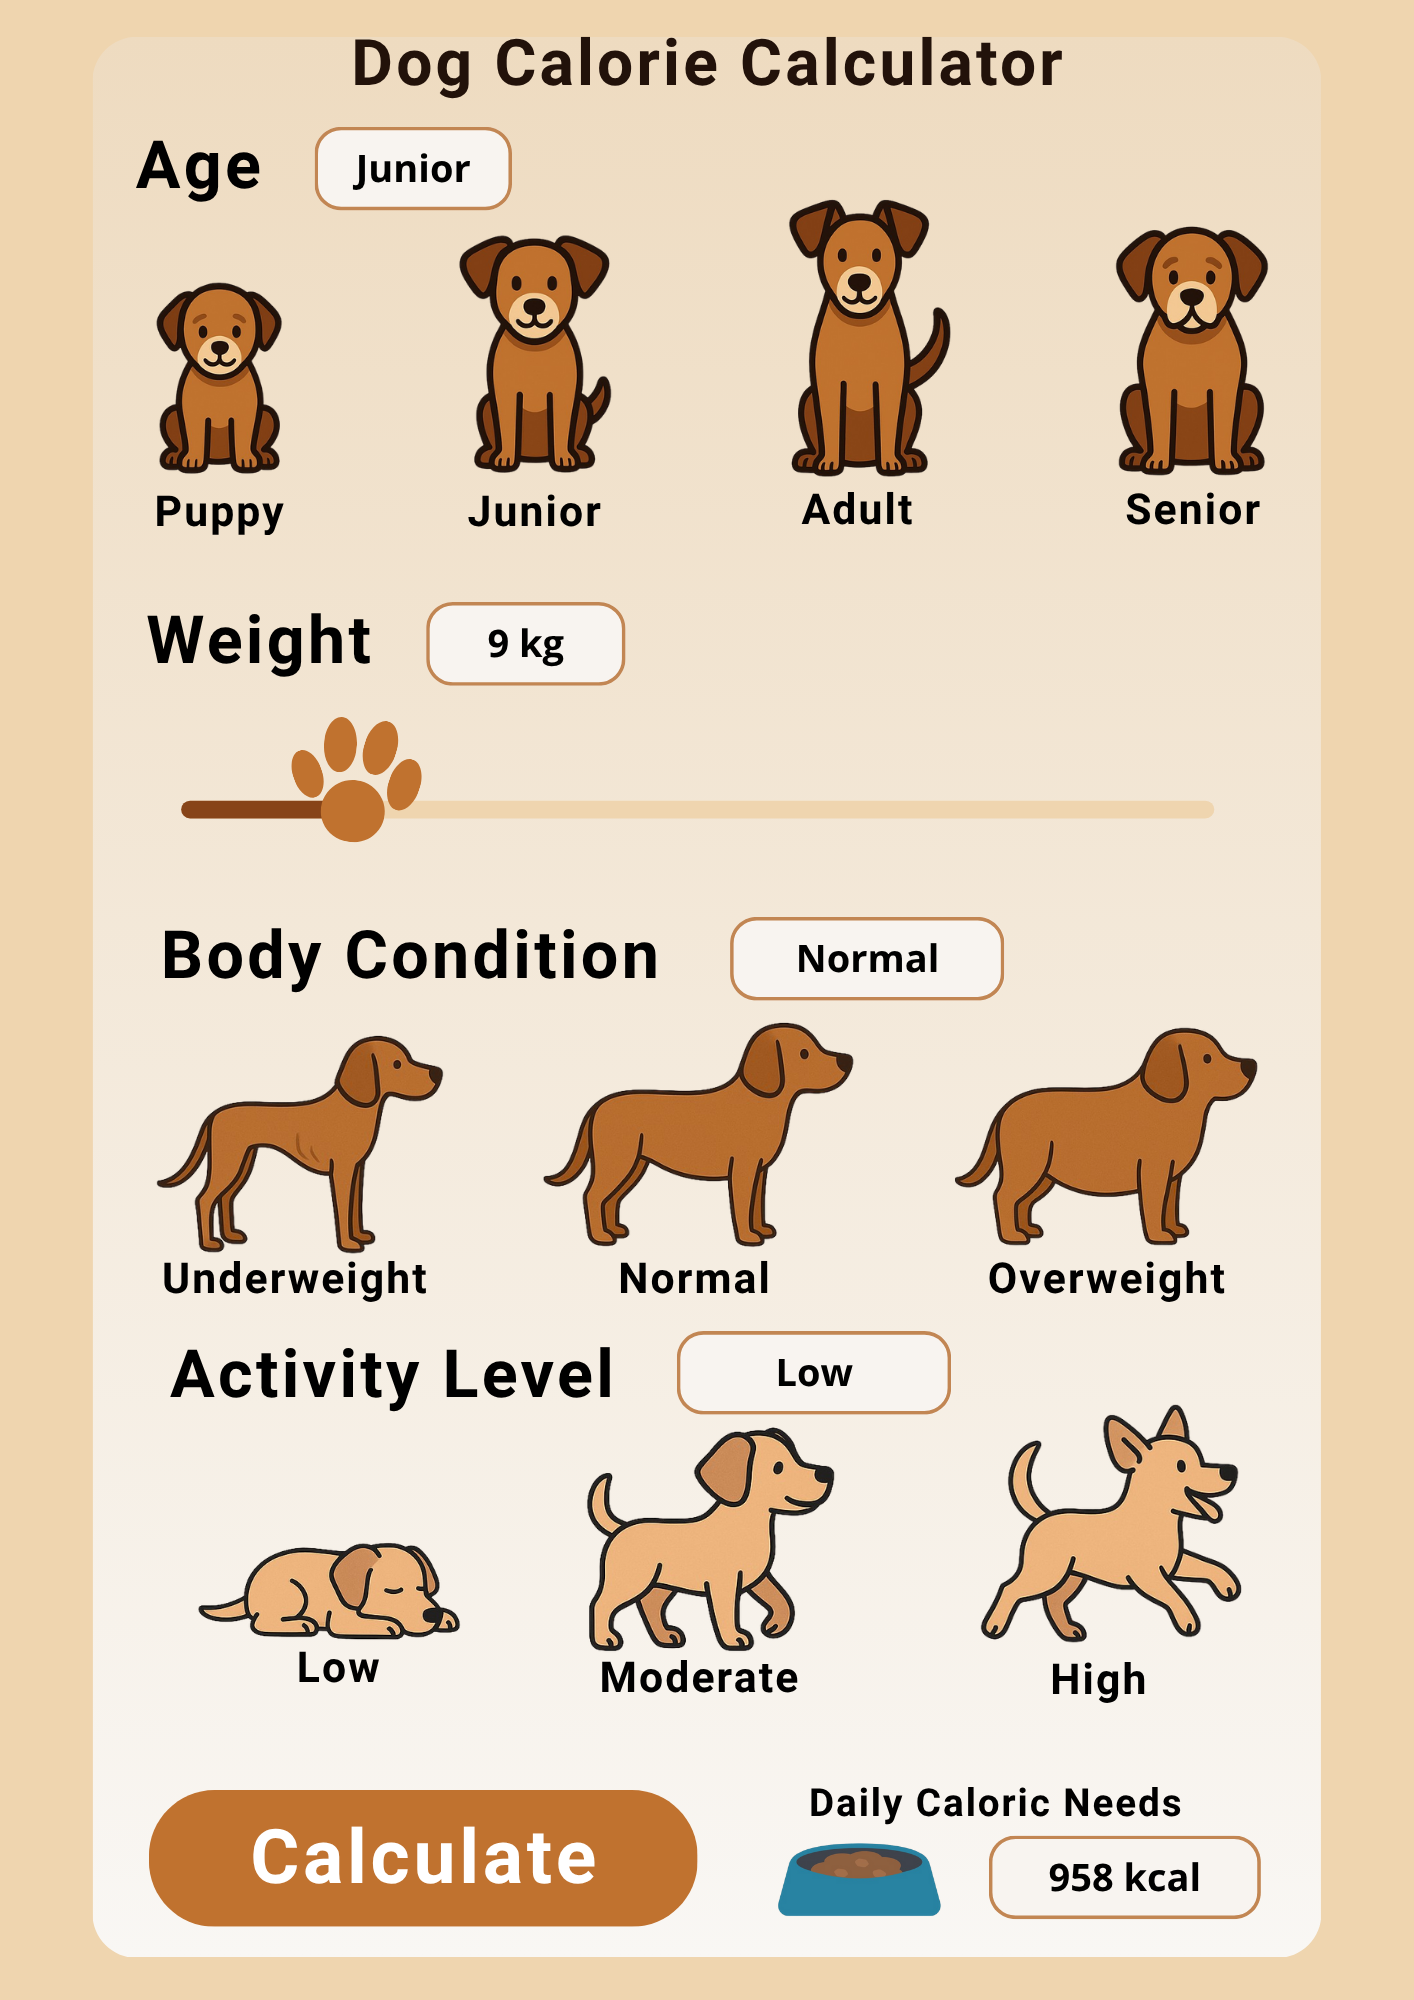 Dog Calorie Calculator
Age
Junior
Puppy
Junior
Adult
Senior
Weight
9 kg
Body Condition
Normal
Underweight
Normal
Overweight
Activity Level
Low
Low
Moderate
High
Calculate
Daily Caloric Needs
958 kcal